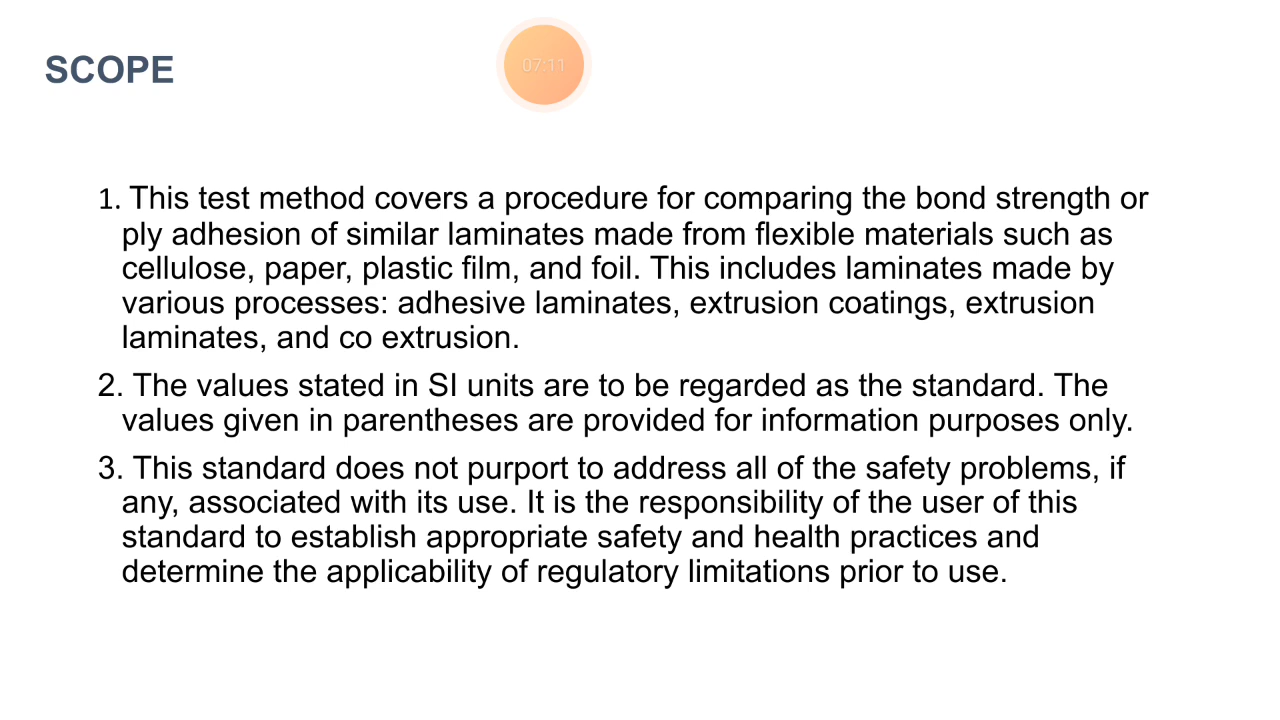 SCOPE
07:11
1. This test method covers a procedure for comparing the bond strength or
ply adhesion of similar laminates made from flexible materials such as
cellulose, paper, plastic film, and foil. This includes laminates made by
various processes: adhesive laminates, extrusion coatings, extrusion
laminates, and co extrusion.
2. The values stated in SI units are to be regarded as the standard. The
values given in parentheses are provided for information purposes only.
3. This standard does not purport to address all of the safety problems, if
any, associated with its use. It is the responsibility of the user of this
standard to establish appropriate safety and health practices and
determine the applicability of regulatory limitations prior to use.